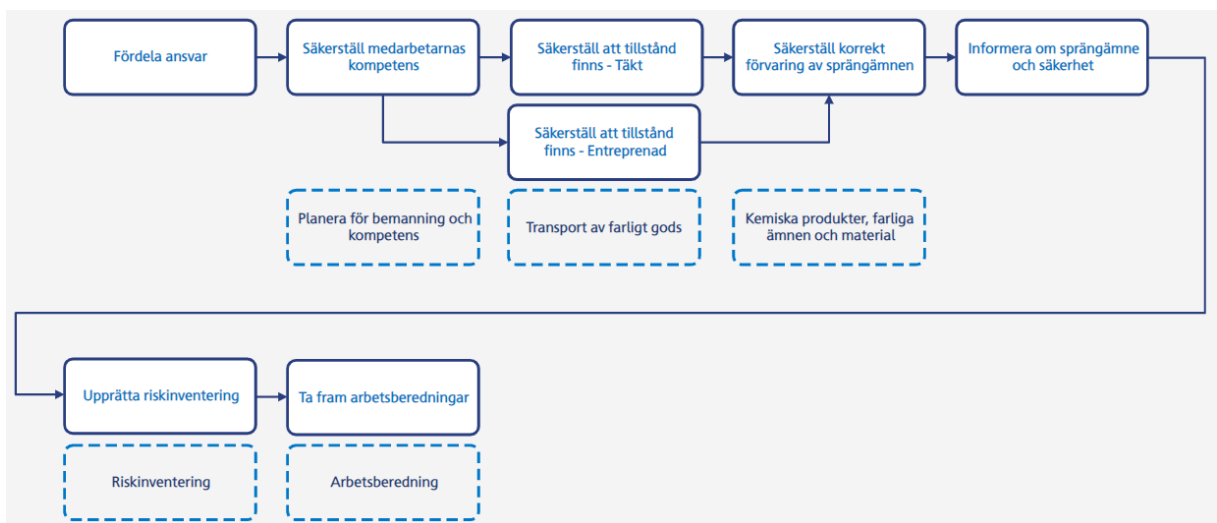 Fördela ansvar
Säkerställ medarbetarnas
kompetens
Säkerställ att tillstånd
finns - Täkt
Säkerställ korrekt
förvaring av sprängämnen
Informera om sprängämne
och säkerhet
Säkerställ att tillstånd
finns - Entreprenad
Planera för bemanning och
kompetens
Transport av farligt gods
Kemiska produkter, farliga
ämnen och material
Upprätta riskinventering
Ta fram arbetsberedningar
Riskinventering
Arbetsberedning